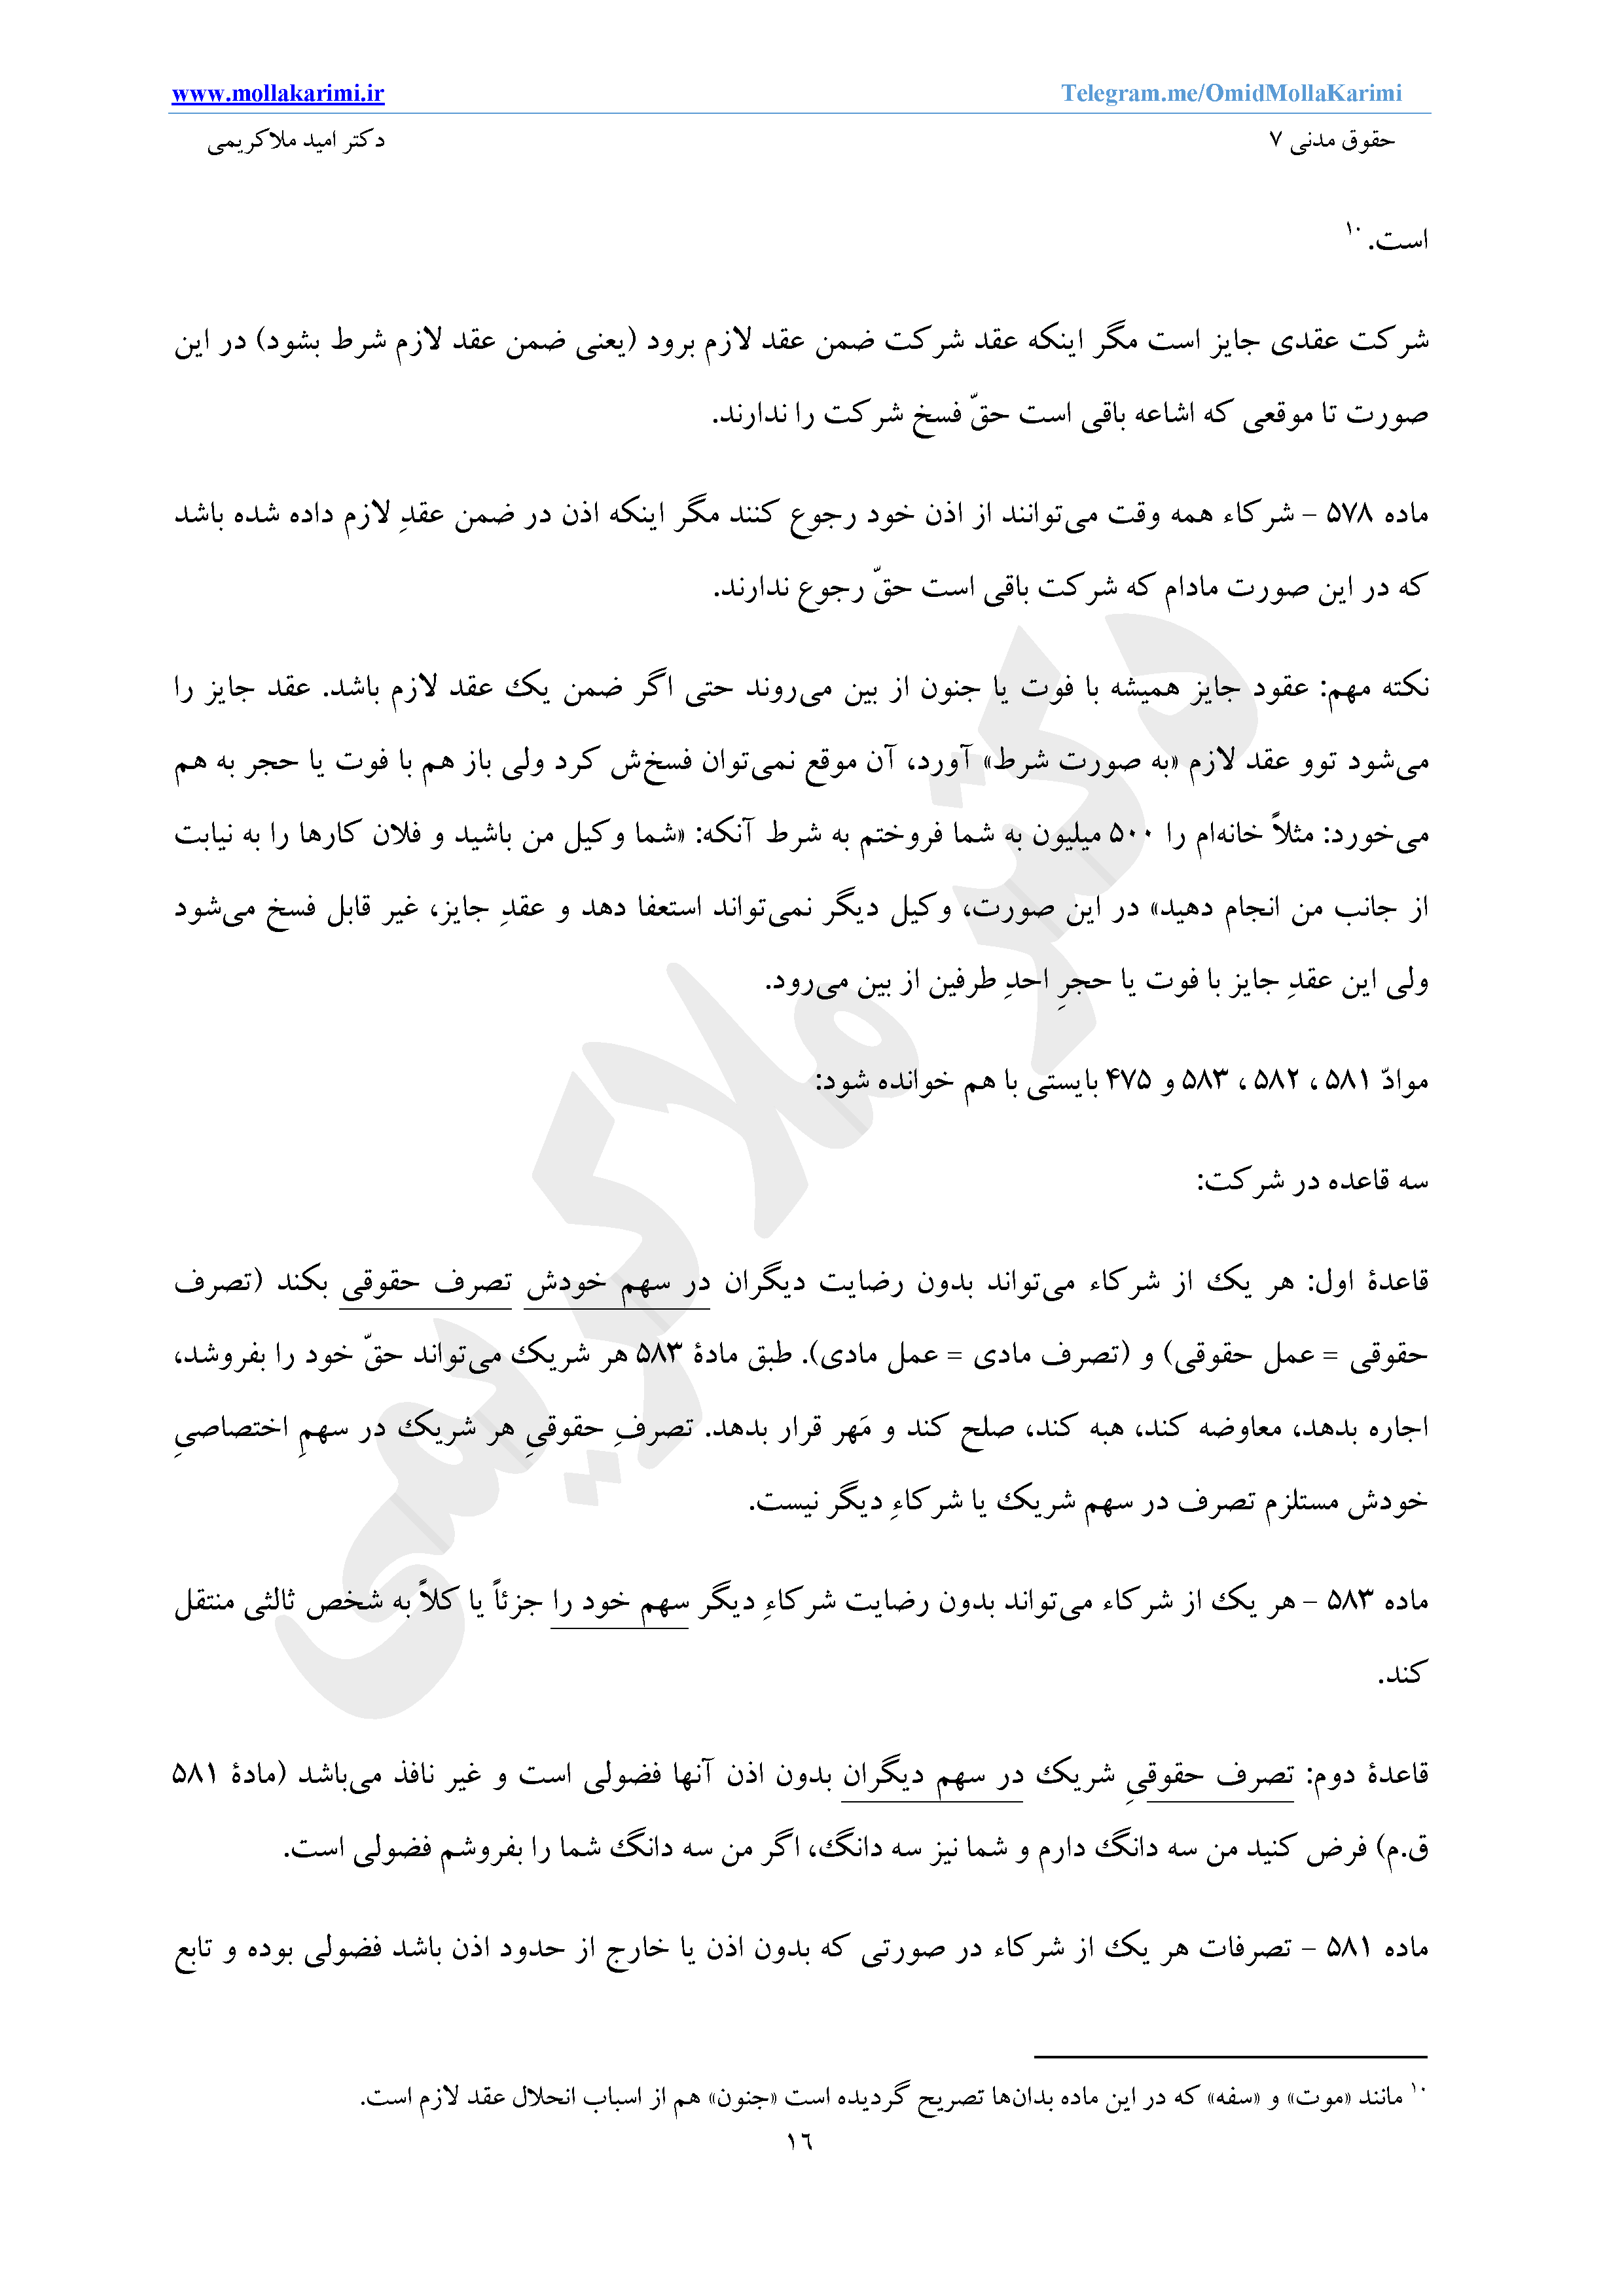 www.mollakarimi.ir Telegram.me/OmidMollaKarimi
حقوق مدنی ۷ دکتر امید ملاکریمی
است. ۱۰
شرکت عقدی جایز است مگر اینکه عقد شرکت ضمن عقد لازم برود (یعنی ضمن عقد لازم شرط بشود) در این
صورت تا موقعی که اشاعه باقی است حقّ فسخ شرکت را ندارند.
ماده ۵۷۸ – شرکاء همه وقت می‌توانند از اذن خود رجوع کنند مگر اینکه اذن در ضمن عقدِ لازم داده شده باشد
که در این صورت مادام که شرکت باقی است حقّ رجوع ندارند.
نکته مهم: عقود جایز همیشه با فوت یا جنون از بین می‌روند حتی اگر ضمن یک عقد لازم باشد. عقد جایز را
می‌شود توو عقد لازم «به صورت شرط» آورد، آن موقع نمی‌توان فسخ‌ش کرد ولی باز هم با فوت یا حجر به هم
می‌خورد: مثلاً خانه‌ام را ۵۰۰ میلیون به شما فروختم به شرط آنکه: «شما وکیل من باشید و فلان کارها را به نیابت
از جانب من انجام دهید» در این صورت، وکیل دیگر نمی‌تواند استعفا دهد و عقدِ جایز، غیر قابل فسخ می‌شود
ولی این عقدِ جایز با فوت یا حجرِ احدِ طرفین از بین می‌رود.
موادّ ۵۸۱ ، ۵۸۲ ، ۵۸۳ و ۴۷۵ بایستی با هم خوانده شود:
سه قاعده در شرکت:
قاعدۀ اول: هر یک از شرکاء می‌تواند بدون رضایت دیگران در سهم خودش تصرف حقوقی بکند (تصرف
حقوقی = عمل حقوقی) و (تصرف مادی = عمل مادی). طبق مادۀ ۵۸۳ هر شریک می‌تواند حقّ خود را بفروشد،
اجاره بدهد، معاوضه کند، هبه کند، صلح کند و مَهر قرار بدهد. تصرفِ حقوقیِ هر شریک در سهمِ اختصاصیِ
خودش مستلزم تصرف در سهم شریک یا شرکاءِ دیگر نیست.
ماده ۵۸۳ – هر یک از شرکاء می‌تواند بدون رضایت شرکاءِ دیگر سهم خود را جزئاً یا کلاً به شخص ثالثی منتقل
کند.
قاعدۀ دوم: تصرف حقوقیِ شریک در سهم دیگران بدون اذن آنها فضولی است و غیر نافذ می‌باشد (مادۀ ۵۸۱
ق.م) فرض کنید من سه دانگ دارم و شما نیز سه دانگ، اگر من سه دانگ شما را بفروشم فضولی است.
ماده ۵۸۱ – تصرفات هر یک از شرکاء در صورتی که بدون اذن یا خارج از حدود اذن باشد فضولی بوده و تابع
۱۰ مانند «موت» و «سفه» که در این ماده بدان‌ها تصریح گردیده است «جنون» هم از اسباب انحلال عقد لازم است.
١٦
دکتر ملاکریمی